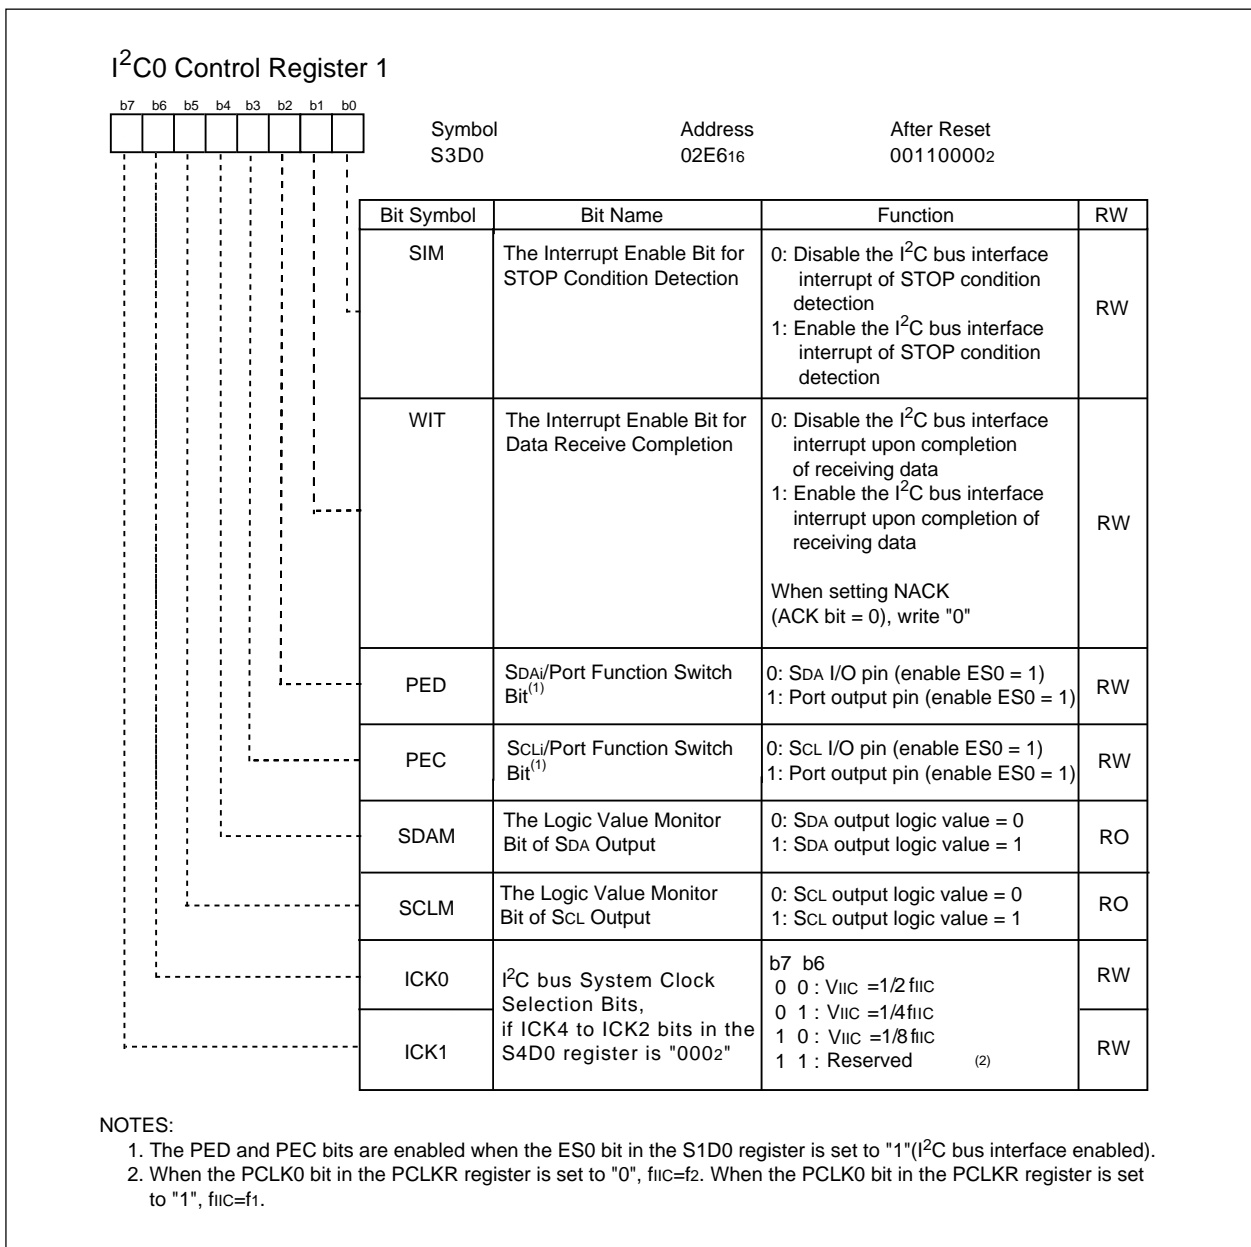 I²C0 Control Register 1
b7 b6 b5 b4 b3 b2 b1 b0
Symbol Address After Reset
S3D0 02E616 001100002
Bit Symbol Bit Name Function RW
SIM
The Interrupt Enable Bit for
STOP Condition Detection
0: Disable the I²C bus interface
interrupt of STOP condition
detection
1: Enable the I²C bus interface
interrupt of STOP condition
detection
RW
WIT
The Interrupt Enable Bit for
Data Receive Completion
0: Disable the I²C bus interface
interrupt upon completion
of receiving data
1: Enable the I²C bus interface
interrupt upon completion of
receiving data
When setting NACK
(ACK bit = 0), write "0"
RW
PED
SDAi/Port Function Switch
Bit(1)
0: SDA I/O pin (enable ES0 = 1)
1: Port output pin (enable ES0 = 1)
RW
PEC
SCLi/Port Function Switch
Bit(1)
0: SCL I/O pin (enable ES0 = 1)
1: Port output pin (enable ES0 = 1)
RW
SDAM
The Logic Value Monitor
Bit of SDA Output
0: SDA output logic value = 0
1: SDA output logic value = 1
RO
SCLM
The Logic Value Monitor
Bit of SCL Output
0: SCL output logic value = 0
1: SCL output logic value = 1
RO
ICK0
ICK1
I²C bus System Clock
Selection Bits,
if ICK4 to ICK2 bits in the
S4D0 register is "0002"
b7 b6
0 0 : VIIC =1/2 fIIC
0 1 : VIIC =1/4fIIC
1 0 : VIIC =1/8 fIIC
1 1 : Reserved (2)
RW
RW
NOTES:
1. The PED and PEC bits are enabled when the ES0 bit in the S1D0 register is set to "1"(I²C bus interface enabled).
2. When the PCLK0 bit in the PCLKR register is set to "0", fIIC=f2. When the PCLK0 bit in the PCLKR register is set
to "1", fIIC=f1.